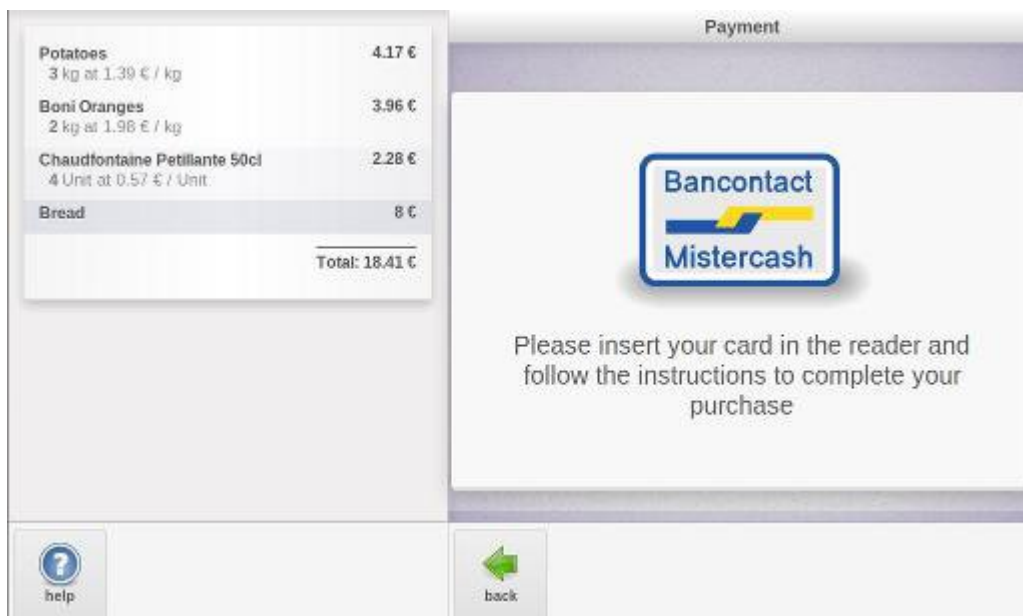 Potatoes 4.17 €
3 kg at 1.39 € / kg
Boni Oranges 3.96 €
2 kg at 1.98 € / kg
Chaudfontaine Petillante 50cl 2.28 €
4 Unit at 0.57 € / Unit
Bread 8 €
Total: 18.41 €
help
Payment
Bancontact
Mistercash
Please insert your card in the reader and
follow the instructions to complete your
purchase
back